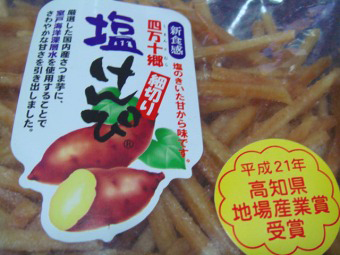 新食感
塩のきいた甘から味です。
四万十郷
細切り
塩けんぴ®
厳選した国内産さつま芋に、
室戸海洋深層水を使用することで
さわやかな甘さを引き出しました。
平成21年
高知県
地場産業賞
受賞